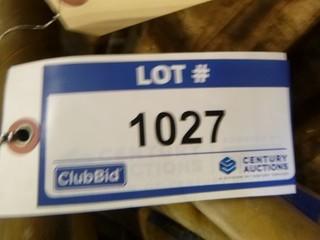 LOT #
1027
ClubBid
CENTURY
AUCTIONS